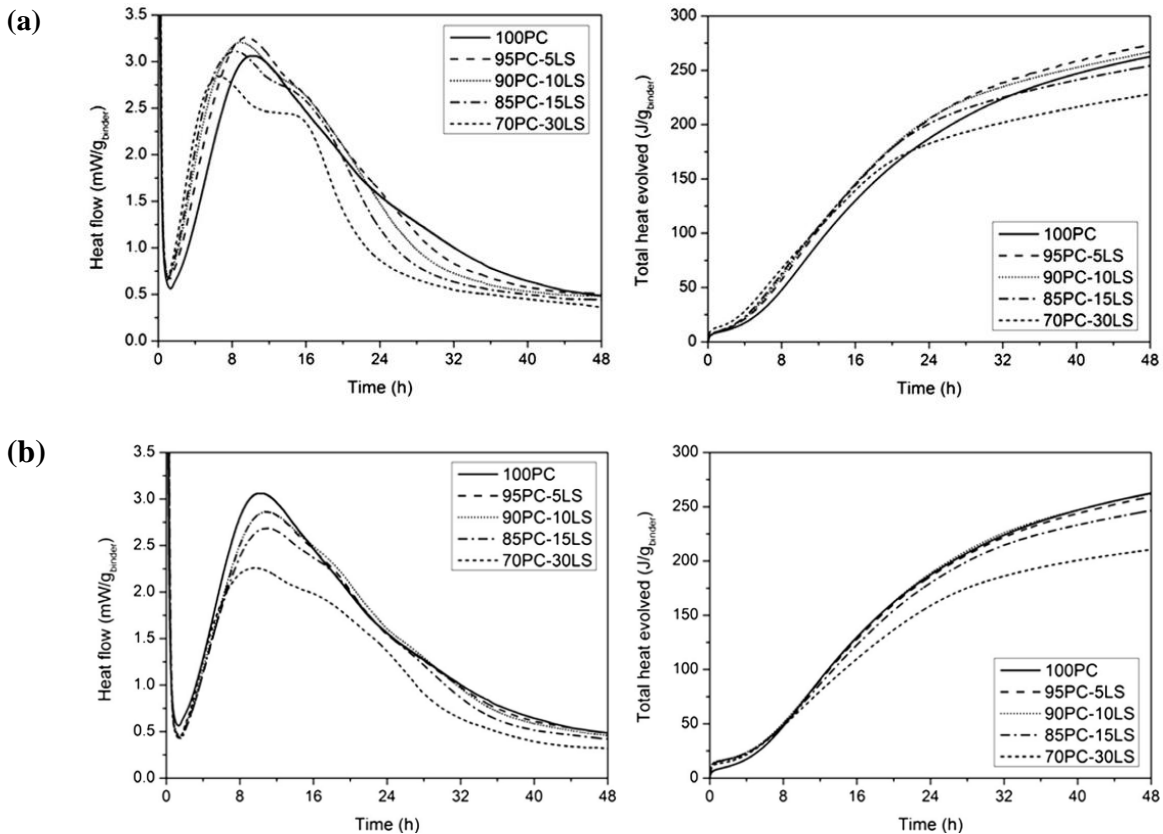 (a)
Heat flow (mW/gbinder)
3.5
3.0
2.5
2.0
1.5
1.0
0.5
0.0
100PC
95PC-5LS
90PC-10LS
85PC-15LS
70PC-30LS
0 8 16 24 32 40 48
Time (h)
Total heat evolved (J/gbinder)
300
250
200
150
100
50
0
100PC
95PC-5LS
90PC-10LS
85PC-15LS
70PC-30LS
0 8 16 24 32 40 48
Time (h)
(b)
Heat flow (mW/gbinder)
3.5
3.0
2.5
2.0
1.5
1.0
0.5
0.0
100PC
95PC-5LS
90PC-10LS
85PC-15LS
70PC-30LS
0 8 16 24 32 40 48
Time (h)
Total heat evolved (J/gbinder)
300
250
200
150
100
50
0
100PC
95PC-5LS
90PC-10LS
85PC-15LS
70PC-30LS
0 8 16 24 32 40 48
Time (h)